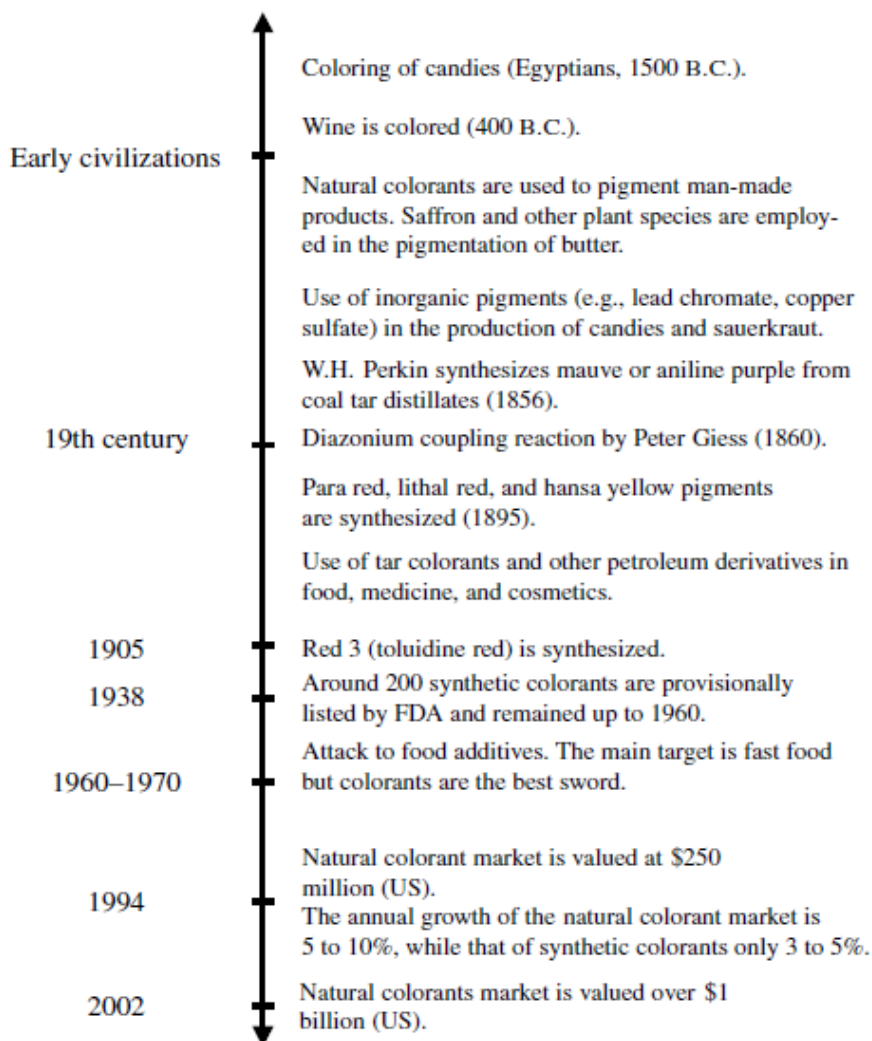 Coloring of candies (Egyptians, 1500 B.C.).
Wine is colored (400 B.C.).
Early civilizations
Natural colorants are used to pigment man-made
products. Saffron and other plant species are employ-
ed in the pigmentation of butter.
Use of inorganic pigments (e.g., lead chromate, copper
sulfate) in the production of candies and sauerkraut.
W.H. Perkin synthesizes mauve or aniline purple from
coal tar distillates (1856).
19th century
Diazonium coupling reaction by Peter Giess (1860).
Para red, lithal red, and hansa yellow pigments
are synthesized (1895).
Use of tar colorants and other petroleum derivatives in
food, medicine, and cosmetics.
1905
Red 3 (toluidine red) is synthesized.
1938
Around 200 synthetic colorants are provisionally
listed by FDA and remained up to 1960.
1960–1970
Attack to food additives. The main target is fast food
but colorants are the best sword.
1994
Natural colorant market is valued at $250
million (US).
The annual growth of the natural colorant market is
5 to 10%, while that of synthetic colorants only 3 to 5%.
2002
Natural colorants market is valued over $1
billion (US).